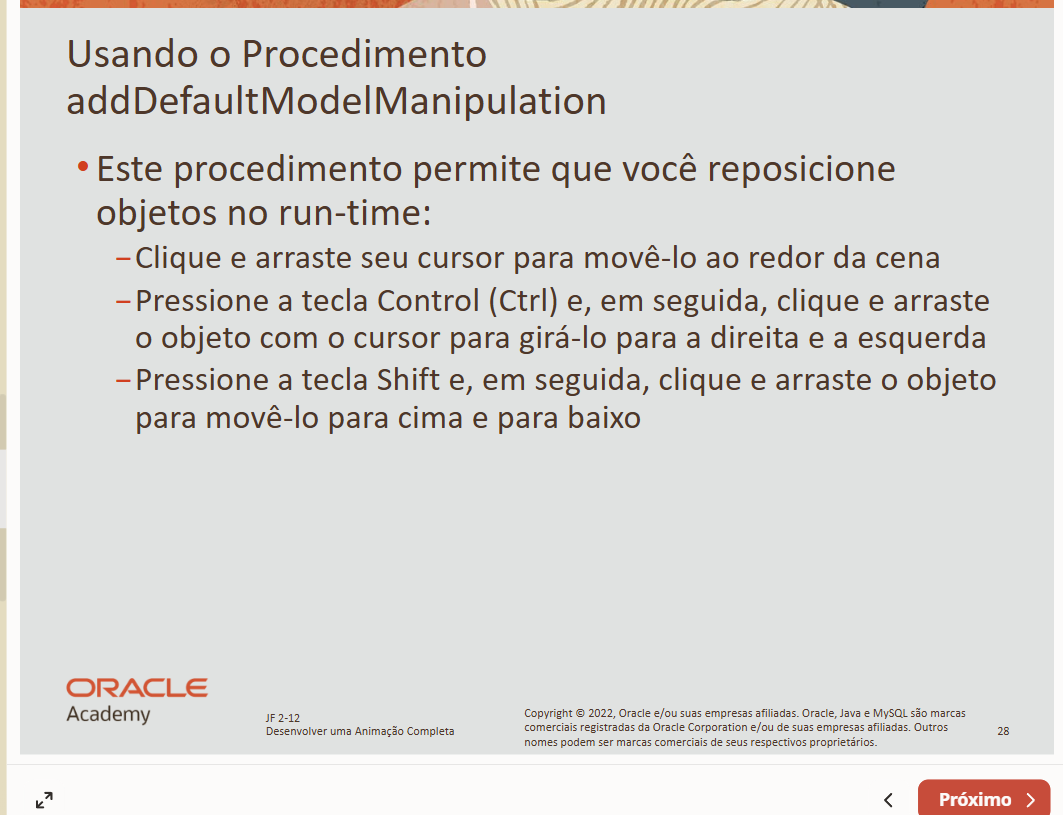 Usando o Procedimento
addDefaultModelManipulation
• Este procedimento permite que você reposicione
objetos no run-time:
– Clique e arraste seu cursor para movê-lo ao redor da cena
– Pressione a tecla Control (Ctrl) e, em seguida, clique e arraste
o objeto com o cursor para girá-lo para a direita e a esquerda
– Pressione a tecla Shift e, em seguida, clique e arraste o objeto
para movê-lo para cima e para baixo
ORACLE
Academy
JF 2-12
Desenvolver uma Animação Completa
Copyright © 2022, Oracle e/ou suas empresas afiliadas. Oracle, Java e MySQL são marcas
comerciais registradas da Oracle Corporation e/ou de suas empresas afiliadas. Outros
nomes podem ser marcas comerciais de seus respectivos proprietários.
28
Próximo